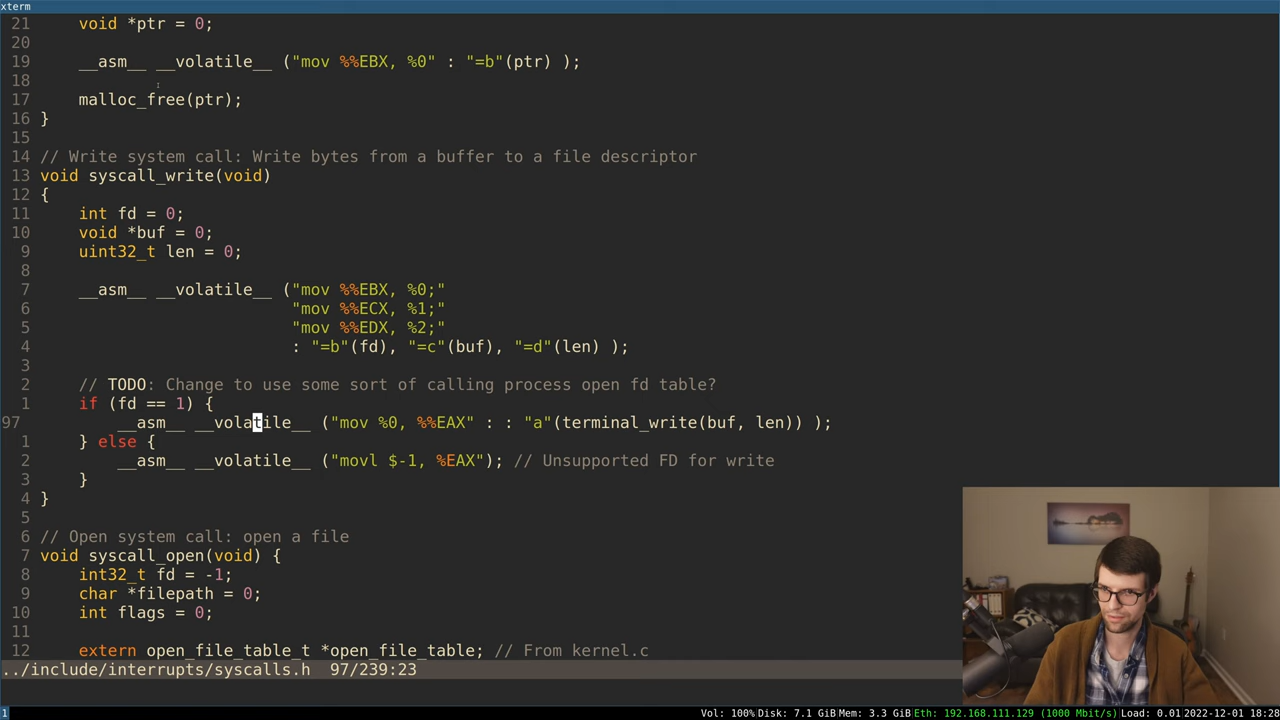 xterm
21     void *ptr = 0;
20
19     __asm__ __volatile__ ("mov %%EBX, %0" : "=b"(ptr) );
18
17     malloc_free(ptr);
16 }
15
14 // Write system call: Write bytes from a buffer to a file descriptor
13 void syscall_write(void)
12 {
11     int fd = 0;
10     void *buf = 0;
9     uint32_t len = 0;
8
7     __asm__ __volatile__ ("mov %%EBX, %0;"
6                           "mov %%ECX, %1;"
5                           "mov %%EDX, %2;"
4                           : "=b"(fd), "=c"(buf), "=d"(len) );
3
2     // TODO: Change to use some sort of calling process open fd table?
1     if (fd == 1) {
97         __asm__ __volatile__ ("mov %0, %%EAX" : : "a"(terminal_write(buf, len)) );
1     } else {
2         __asm__ __volatile__ ("movl $-1, %EAX"); // Unsupported FD for write
3     }
4 }
5
6 // Open system call: open a file
7 void syscall_open(void) {
8     int32_t fd = -1;
9     char *filepath = 0;
10     int flags = 0;
11
12     extern open_file_table_t *open_file_table; // From kernel.c
../include/interrupts/syscalls.h  97/239:23
1 Vol: 100% Disk: 7.1 GiB Mem: 3.3 GiB Eth: 192.168.111.129 (1000 Mbit/s) Load: 0.01 2022-12-01 18:28